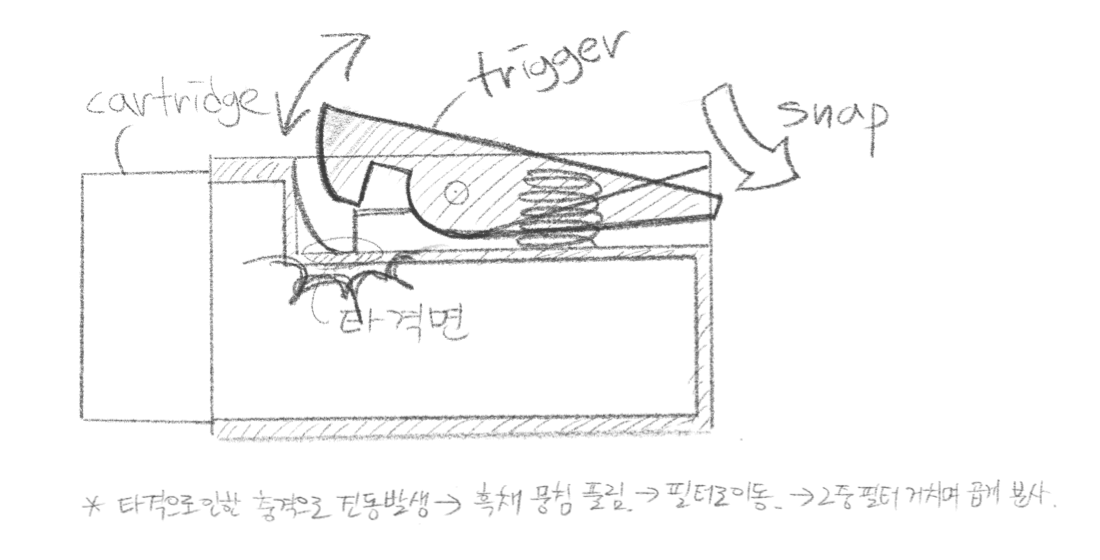 trigger
cartridge
snap
타격면
* 타격으로인한 충격으로 진동발생 → 흑채 뭉침 풀림. → 필터로이동. → 2중필터 거치며 곱게 분사.